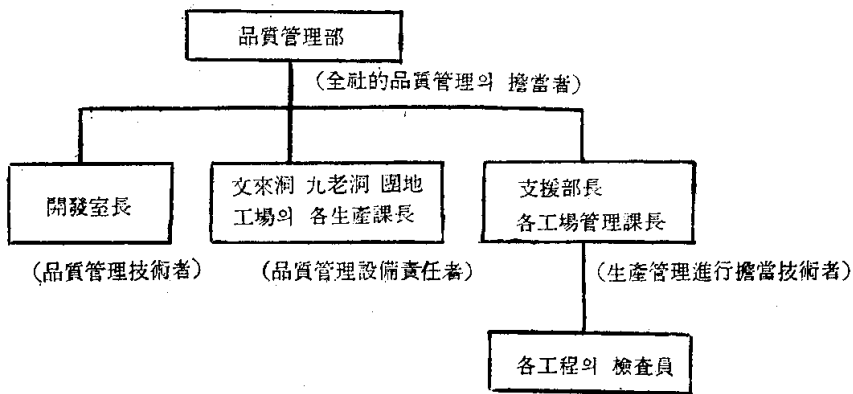 品質管理部
(全社的品質管理의 擔當者)
開發室長
文來洞 九老洞 團地
工場의 各生產課長
支援部長
各工場管理課長
(品質管理技術者)
(品質管理設備責任者)
(生產管理進行擔當技術者)
各工程의 檢査員